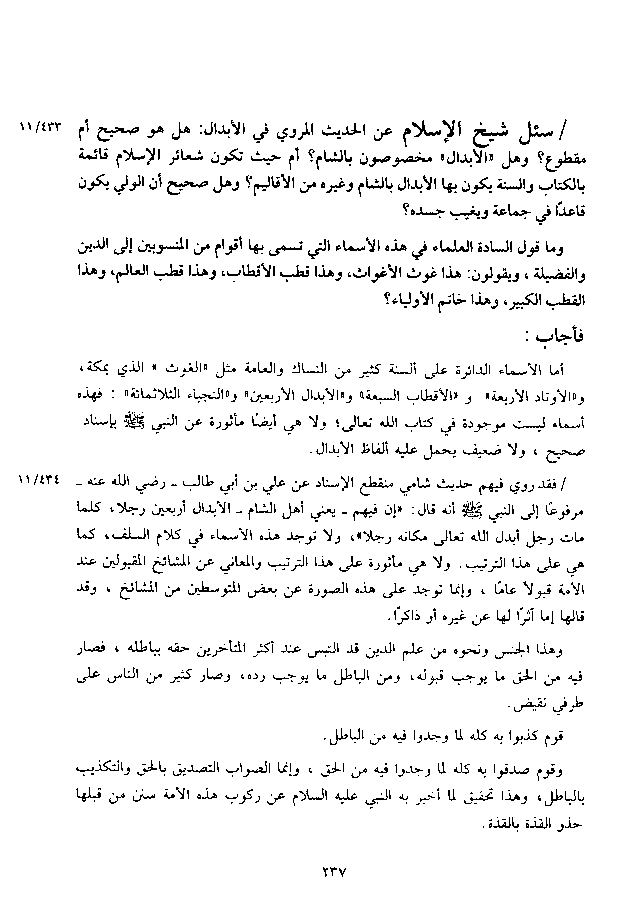 ١١/٤٣٣ / سئل شيخ الإسلام عن الحديث المروي في الأبدال: هل هو صحيح أم
مقطوع؟ وهل «الأبدال» مخصوصون بالشام؟ أم حيث تكون شعائر الإسلام قائمة
بالكتاب والسنة يكون بها الأبدال بالشام وغيره من الأقاليم؟ وهل صحيح أن الولي يكون
قاعدًا في جماعة ويغيب جسده؟
وما قول السادة العلماء في هذه الأسماء التي تسمى بها أقوام من المنسوبين إلى الدين
والفضيلة، ويقولون: هذا غوث الأغواث، وهذا قطب الأقطاب، وهذا قطب العالم، وهذا
القطب الكبير، وهذا خاتم الأولياء؟
فأجاب :
أما الأسماء الدائرة على ألسنة كثير من النساك والعامة مثل «الغوث » الذي بمكة،
و«الأوتاد الأربعة» و «الأقطاب السبعة» و«الأبدال الأربعين» و«النجباء الثلاثمائة» : فهذه
أسماء ليست موجودة في كتاب الله تعالى؛ ولا هي أيضًا مأثورة عن النبي ﷺ بإسناد
صحيح ، ولا ضعيف يحمل عليه ألفاظ الأبدال.
١١/٤٣٤ / فقد روي فيهم حديث شامي منقطع الإسناد عن علي بن أبي طالب ـ رضي الله عنه ـ
مرفوعًا إلى النبي ﷺ أنه قال: «إن فيهم ـ يعني أهل الشام ـ الأبدال أربعين رجلا، كلما
مات رجل أبدل الله تعالى مكانه رجلا»، ولا توجد هذه الأسماء في كلام السلف، كما
هي على هذا الترتيب. ولا هي مأثورة على هذا الترتيب والمعاني عن المشائخ المقبولين عند
الأمة قبولاً عامًا ، وإنما توجد على هذه الصورة عن بعض المتوسطين من المشائخ ، وقد
قالها إما آثرًا لها عن غيره أو ذاكرًا.
وهذا الجنس ونحوه من علم الدين قد التبس عند أكثر المتأخرين حقه بباطله ، فصار
فيه من الحق ما يوجب قبوله، ومن الباطل ما يوجب رده، وصار كثير من الناس على
طرفي نقيض.
قوم كذبوا به كله لما وجدوا فيه من الباطل.
وقوم صدقوا به كله لما وجدوا فيه من الحق ، وإنما الصواب التصديق بالحق والتكذيب
بالباطل، وهذا تحقيق لما أخبر به النبي عليه السلام عن ركوب هذه الأمة سنن من قبلها
حذو القذة بالقذة.
٢٣٧